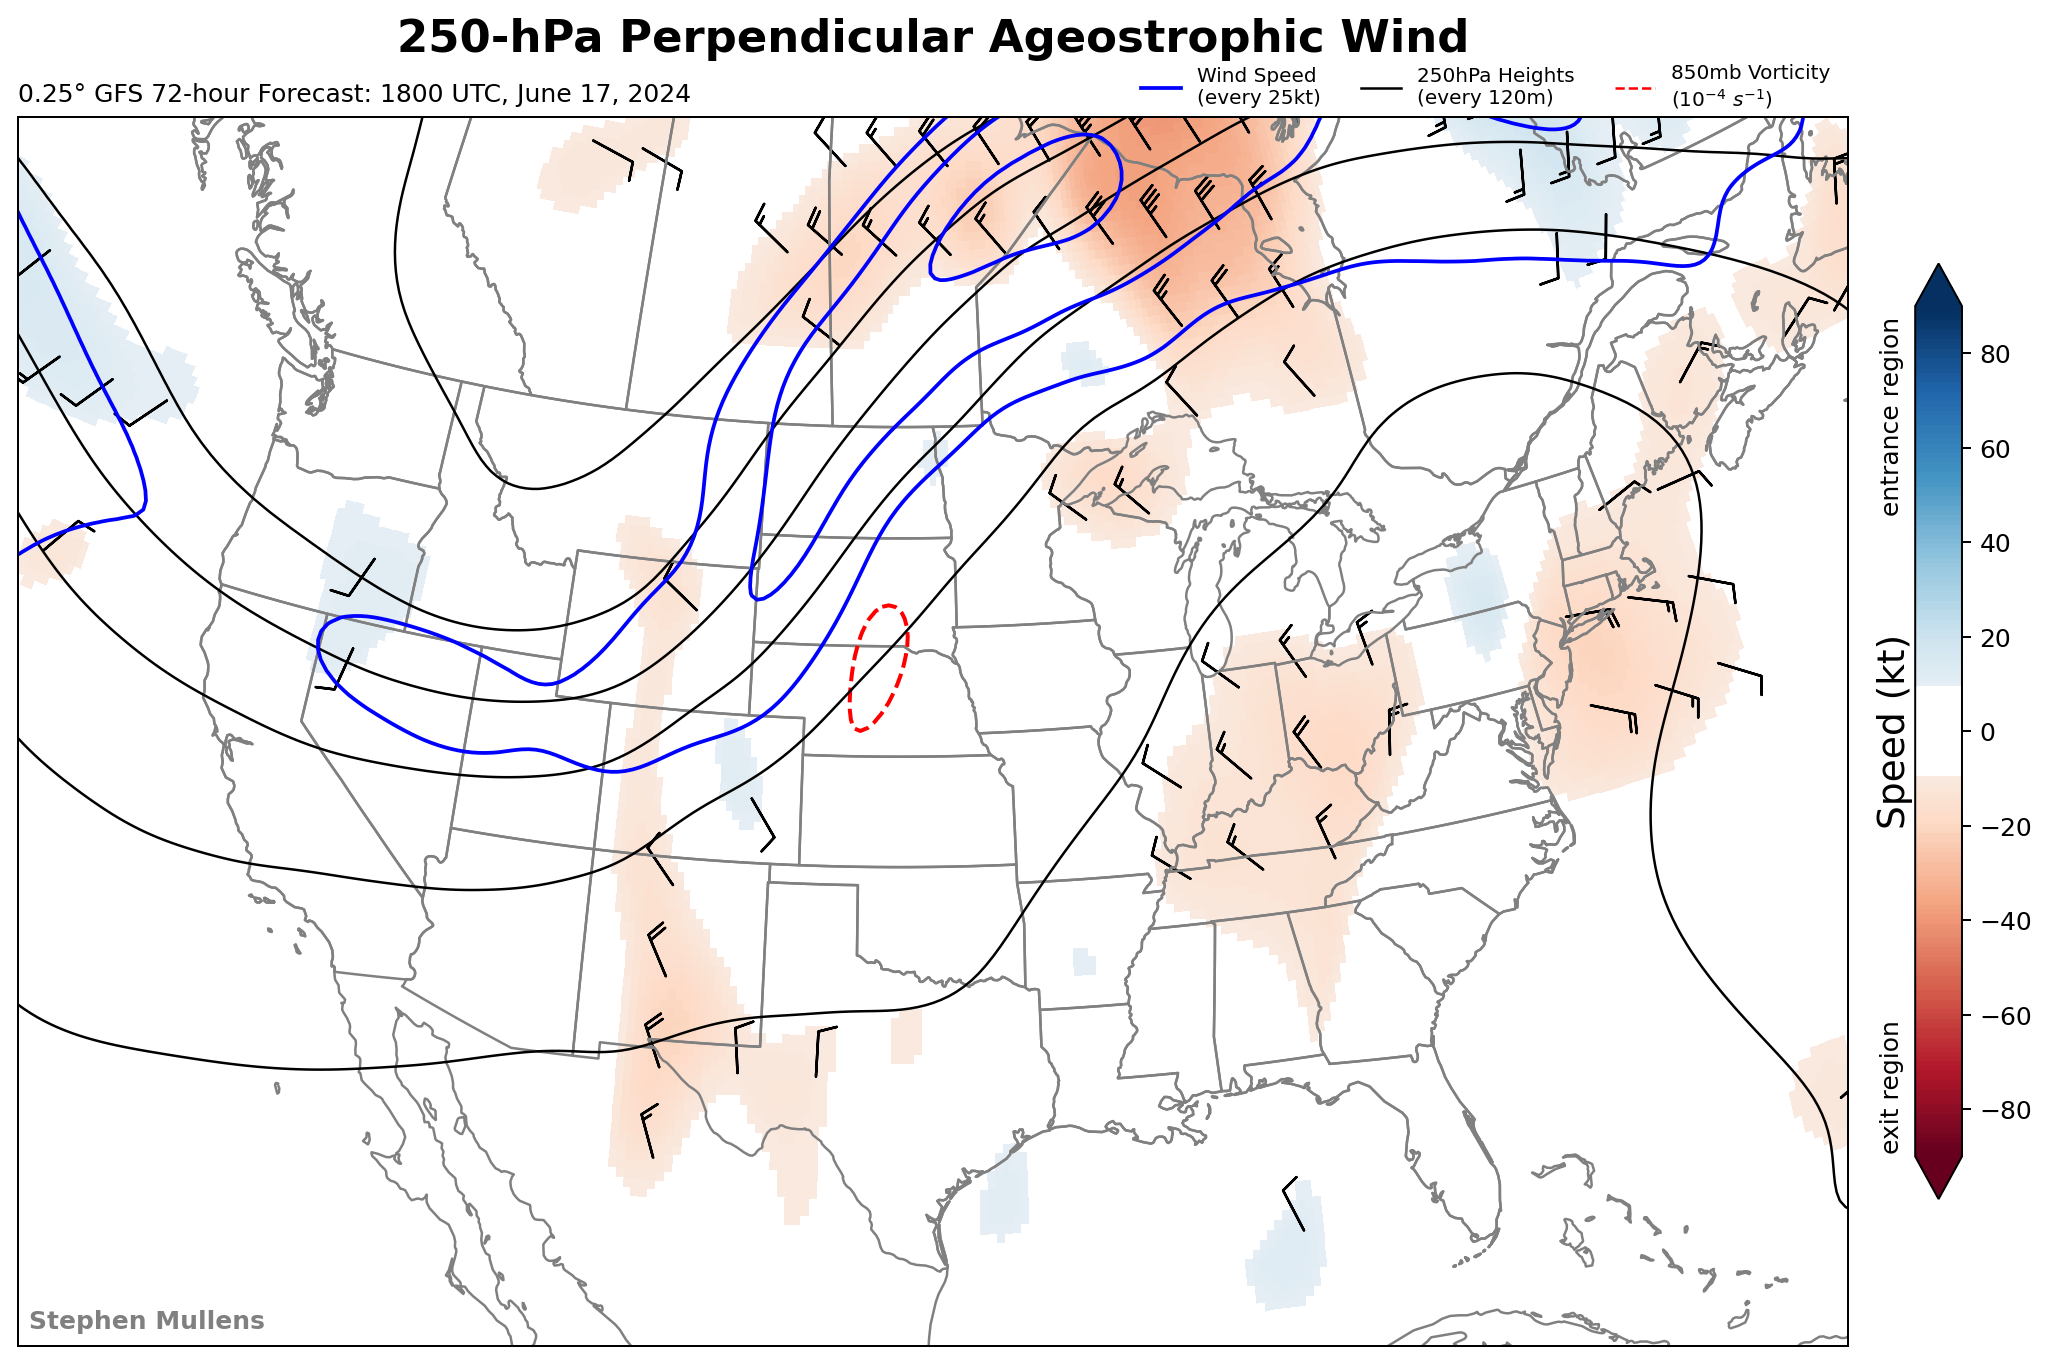 250-hPa Perpendicular Ageostrophic Wind
0.25° GFS 72-hour Forecast: 1800 UTC, June 17, 2024
Wind Speed
(every 25kt)
250hPa Heights
(every 120m)
850mb Vorticity
(10⁻⁴ s⁻¹)
entrance region
Speed (kt)
exit region
80
60
40
20
0
−20
−40
−60
−80
Stephen Mullens